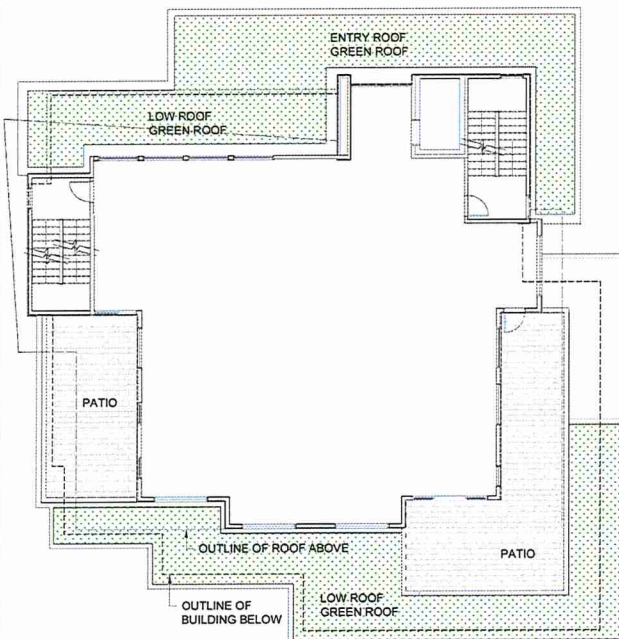 ENTRY ROOF
GREEN ROOF
LOW ROOF
GREEN ROOF
PATIO
OUTLINE OF ROOF ABOVE
PATIO
OUTLINE OF
BUILDING BELOW
LOW ROOF
GREEN ROOF